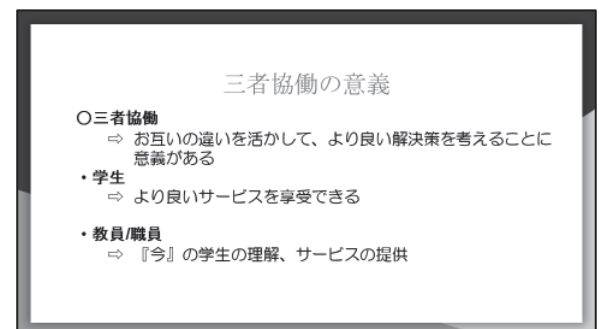 三者協働の意義
〇三者協働
⇨ お互いの違いを活かして、より良い解決策を考えることに
意義がある
・学生
⇨ より良いサービスを享受できる
・教員/職員
⇨ 『今』の学生の理解、サービスの提供